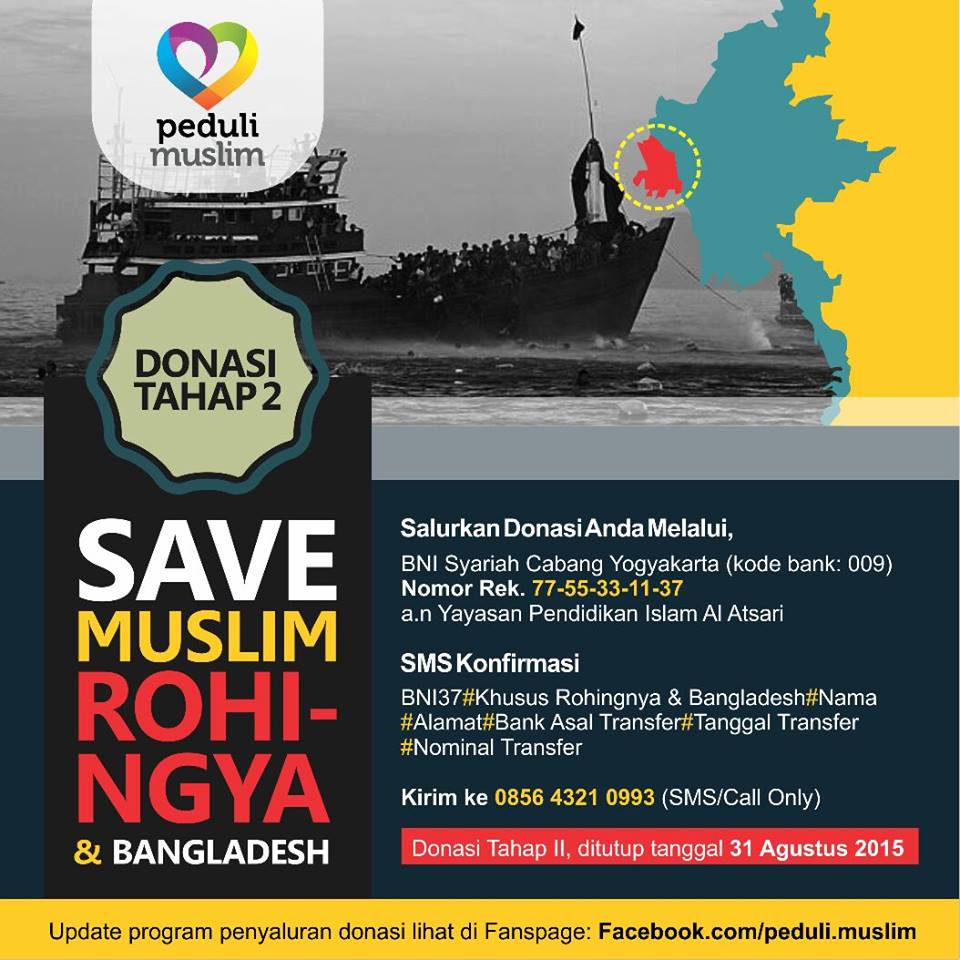 peduli
muslim
DONASI
TAHAP 2
SAVE
MUSLIM
ROHI-
NGYA
& BANGLADESH
Salurkan Donasi Anda Melalui,
BNI Syariah Cabang Yogyakarta (kode bank: 009)
Nomor Rek. 77-55-33-11-37
a.n Yayasan Pendidikan Islam Al Atsari
SMS Konfirmasi
BNI37#Khusus Rohingnya & Bangladesh#Nama
#Alamat#Bank Asal Transfer#Tanggal Transfer
#Nominal Transfer
Kirim ke 0856 4321 0993 (SMS/Call Only)
Donasi Tahap II, ditutup tanggal 31 Agustus 2015
Update program penyaluran donasi lihat di Fanspage: Facebook.com/peduli.muslim